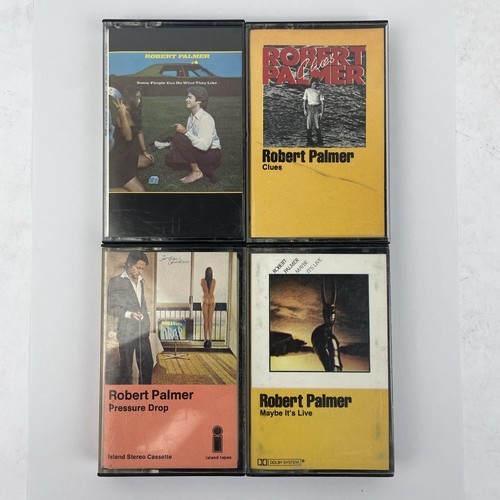 ROBERT PALMER
Some People Can Do What They Like
ROBERT
PALMER
Clues
Robert Palmer
Clues
Robert Palmer
Pressure Drop
Island Stereo Cassette
island tapes
ROBERT
PALMER
MAYBE
IT'S LIVE
Robert Palmer
Maybe It's Live
DOLBY SYSTEM